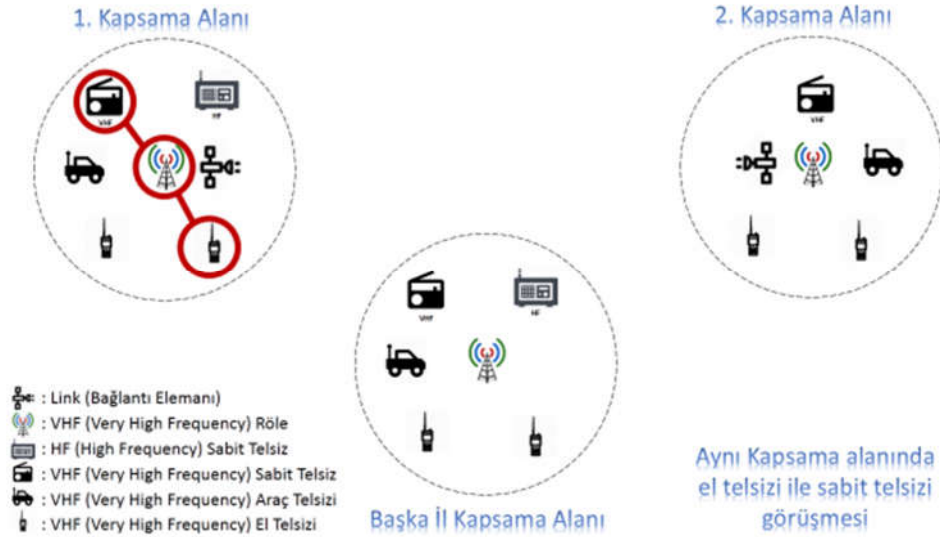 1. Kapsama Alanı
2. Kapsama Alanı
VHF
HF
VHF
VHF
HF
: Link (Bağlantı Elemanı)
: VHF (Very High Frequency) Röle
: HF (High Frequency) Sabit Telsiz
: VHF (Very High Frequency) Sabit Telsiz
: VHF (Very High Frequency) Araç Telsizi
: VHF (Very High Frequency) El Telsizi
Başka İl Kapsama Alanı
Aynı Kapsama alanında
el telsizi ile sabit telsizi
görüşmesi